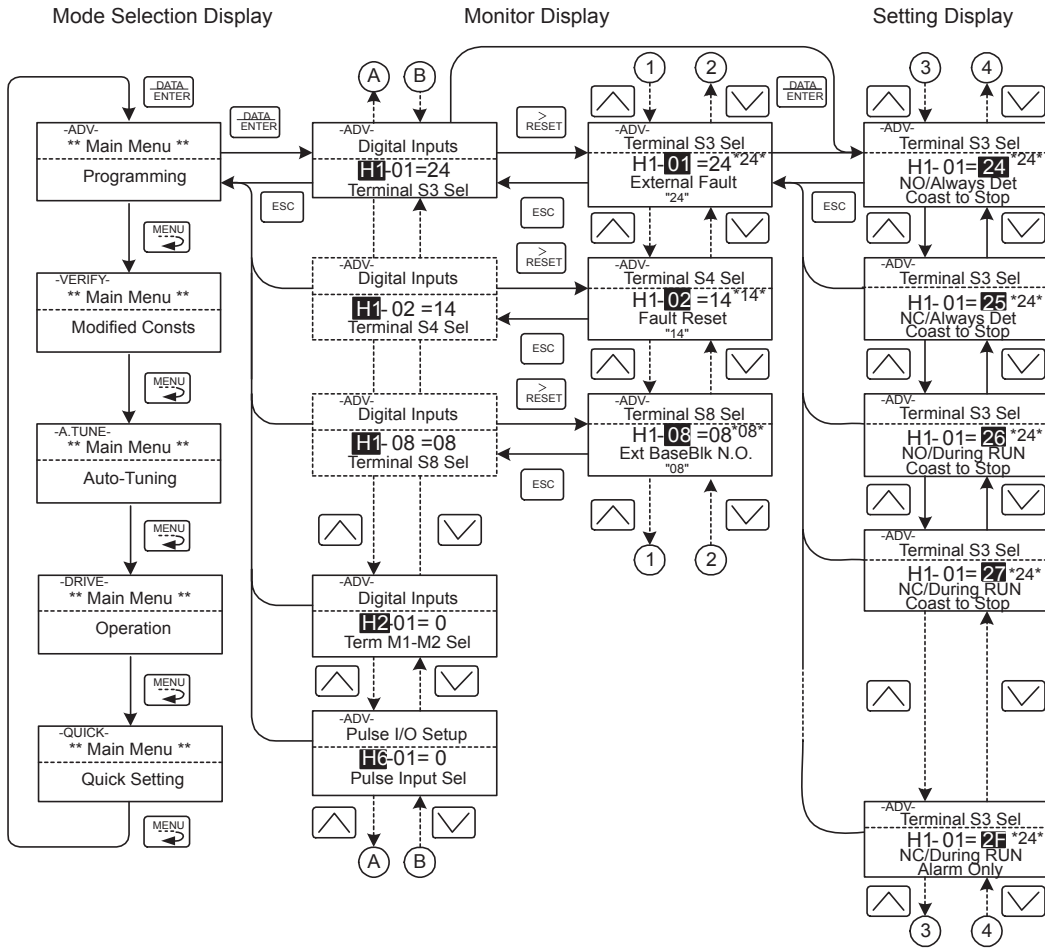 Mode Selection Display
Monitor Display
Setting Display
DATA
ENTER
-ADV-
** Main Menu **
Programming
MENU
-VERIFY-
** Main Menu **
Modified Consts
MENU
-A.TUNE-
** Main Menu **
Auto-Tuning
MENU
-DRIVE-
** Main Menu **
Operation
MENU
-QUICK-
** Main Menu **
Quick Setting
MENU
DATA
ENTER
ESC
A
B
-ADV-
Digital Inputs
H1-01=24
Terminal S3 Sel
-ADV-
Digital Inputs
H1- 02 =14
Terminal S4 Sel
-ADV-
Digital Inputs
H1- 08 =08
Terminal S8 Sel
-ADV-
Digital Inputs
H2-01= 0
Term M1-M2 Sel
-ADV-
Pulse I/O Setup
H6-01= 0
Pulse Input Sel
A
B
>
RESET
ESC
>
RESET
ESC
>
RESET
ESC
1
2
-ADV-
Terminal S3 Sel
H1- 01 =24 *24*
External Fault
"24"
-ADV-
Terminal S4 Sel
H1- 02 =14 *14*
Fault Reset
"14"
-ADV-
Terminal S8 Sel
H1- 08 =08 *08*
Ext BaseBlk N.O.
"08"
1
2
DATA
ENTER
ESC
3
4
-ADV-
Terminal S3 Sel
H1- 01= 24 *24*
NO/Always Det
Coast to Stop
-ADV-
Terminal S3 Sel
H1- 01= 25 *24*
NC/Always Det
Coast to Stop
-ADV-
Terminal S3 Sel
H1- 01= 26 *24*
NO/During RUN
Coast to Stop
-ADV-
Terminal S3 Sel
H1- 01= 27 *24*
NC/During RUN
Coast to Stop
-ADV-
Terminal S3 Sel
H1- 01= 2F *24*
NC/During RUN
Alarm Only
3
4